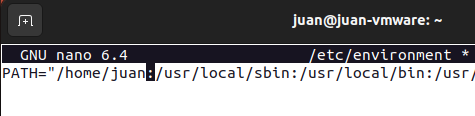 juan@juan-vmware: ~
GNU nano 6.4 /etc/environment *
PATH="/home/juan:/usr/local/sbin:/usr/local/bin:/usr/